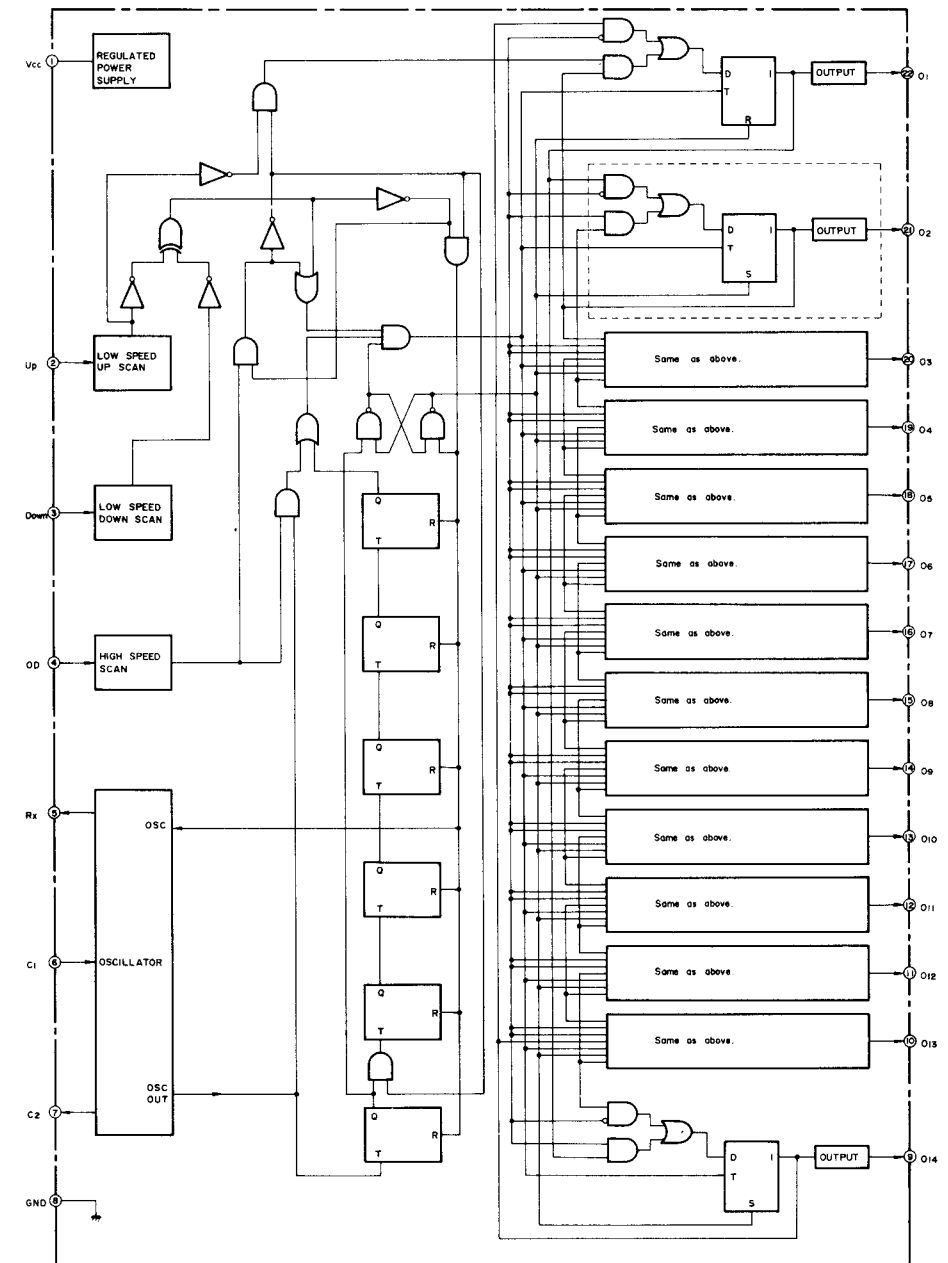 Vcc 1
REGULATED
POWER
SUPPLY
D I
T
R
OUTPUT
22 O1
D I
T
S
OUTPUT
21 O2
Up 2
LOW SPEED
UP SCAN
Same as above.
20 O3
Same as above.
19 O4
Down 3
LOW SPEED
DOWN SCAN
Q
R
T
Same as above.
18 O5
Same as above.
17 O6
OD 4
HIGH SPEED
SCAN
Q
R
T
Same as above.
16 O7
Same as above.
15 O8
Q
R
T
Same as above.
14 O9
Rx 5
OSC
Same as above.
13 O10
Q
R
T
Same as above.
12 O11
C1 6
OSCILLATOR
Same as above.
11 O12
Q
R
T
Same as above.
10 O13
OSC
OUT
C2 7
Q
R
T
D I
T
S
OUTPUT
9 O14
GND 8